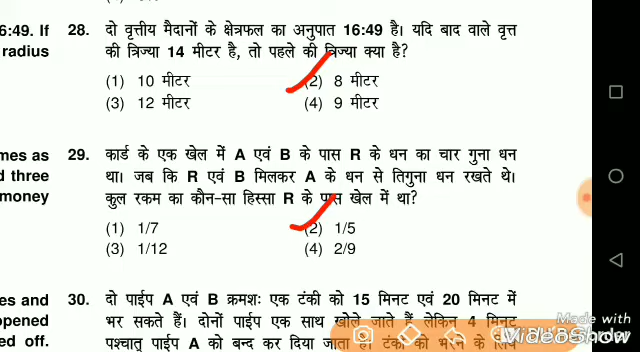 6:49. If
radius
28. दो वृत्तीय मैदानों के क्षेत्रफल का अनुपात 16:49 है। यदि बाद वाले वृत्त
की त्रिज्या 14 मीटर है, तो पहले की त्रिज्या क्या है?
(1) 10 मीटर (2) 8 मीटर
(3) 12 मीटर (4) 9 मीटर
mes as
d three
money
29. कार्ड के एक खेल में A एवं B के पास R के धन का चार गुना धन
था। जब कि R एवं B मिलकर A के धन से तिगुना धन रखते थे।
कुल रकम का कौन-सा हिस्सा R के पास खेल में था?
(1) 1/7 (2) 1/5
(3) 1/12 (4) 2/9
es and
opened
ed off.
30. दो पाईप A एवं B क्रमशः एक टंकी को 15 मिनट एवं 20 मिनट में
भर सकते हैं। दोनों पाईप एक साथ खोले जाते हैं लेकिन 4 मिनट
पश्चात् पाईप A को बन्द कर दिया जाता है। टंकी को भरने के लिए
Made with
VideoShow